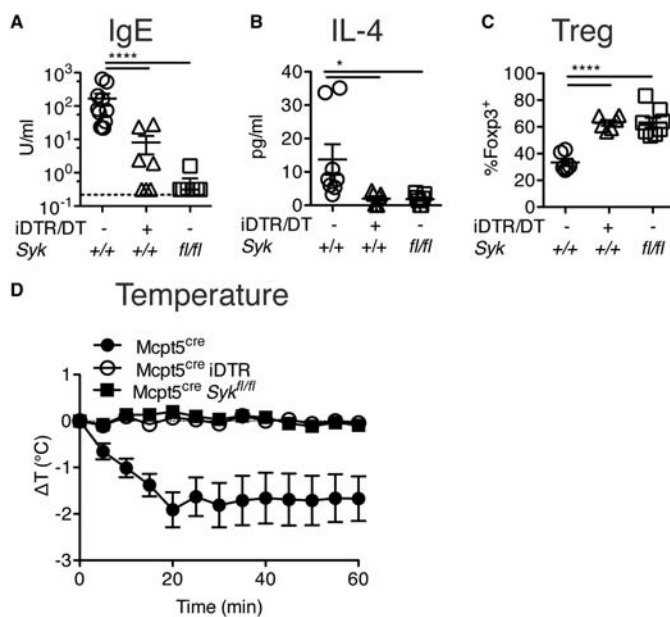 A IgE
****
U/ml
10³
10²
10¹
10⁰
10⁻¹
iDTR/DT - + -
Syk +/+ +/+ fl/fl
B IL-4
*
pg/ml
40
30
20
10
0
iDTR/DT - + -
Syk +/+ +/+ fl/fl
C Treg
****
%Foxp3⁺
100
80
60
40
20
0
iDTR/DT - + -
Syk +/+ +/+ fl/fl
D Temperature
Mcpt5ᶜʳᵉ
Mcpt5ᶜʳᵉ iDTR
Mcpt5ᶜʳᵉ Sykᶠˡ/ᶠˡ
ΔT (°C)
1
0
-1
-2
-3
0 20 40 60
Time (min)